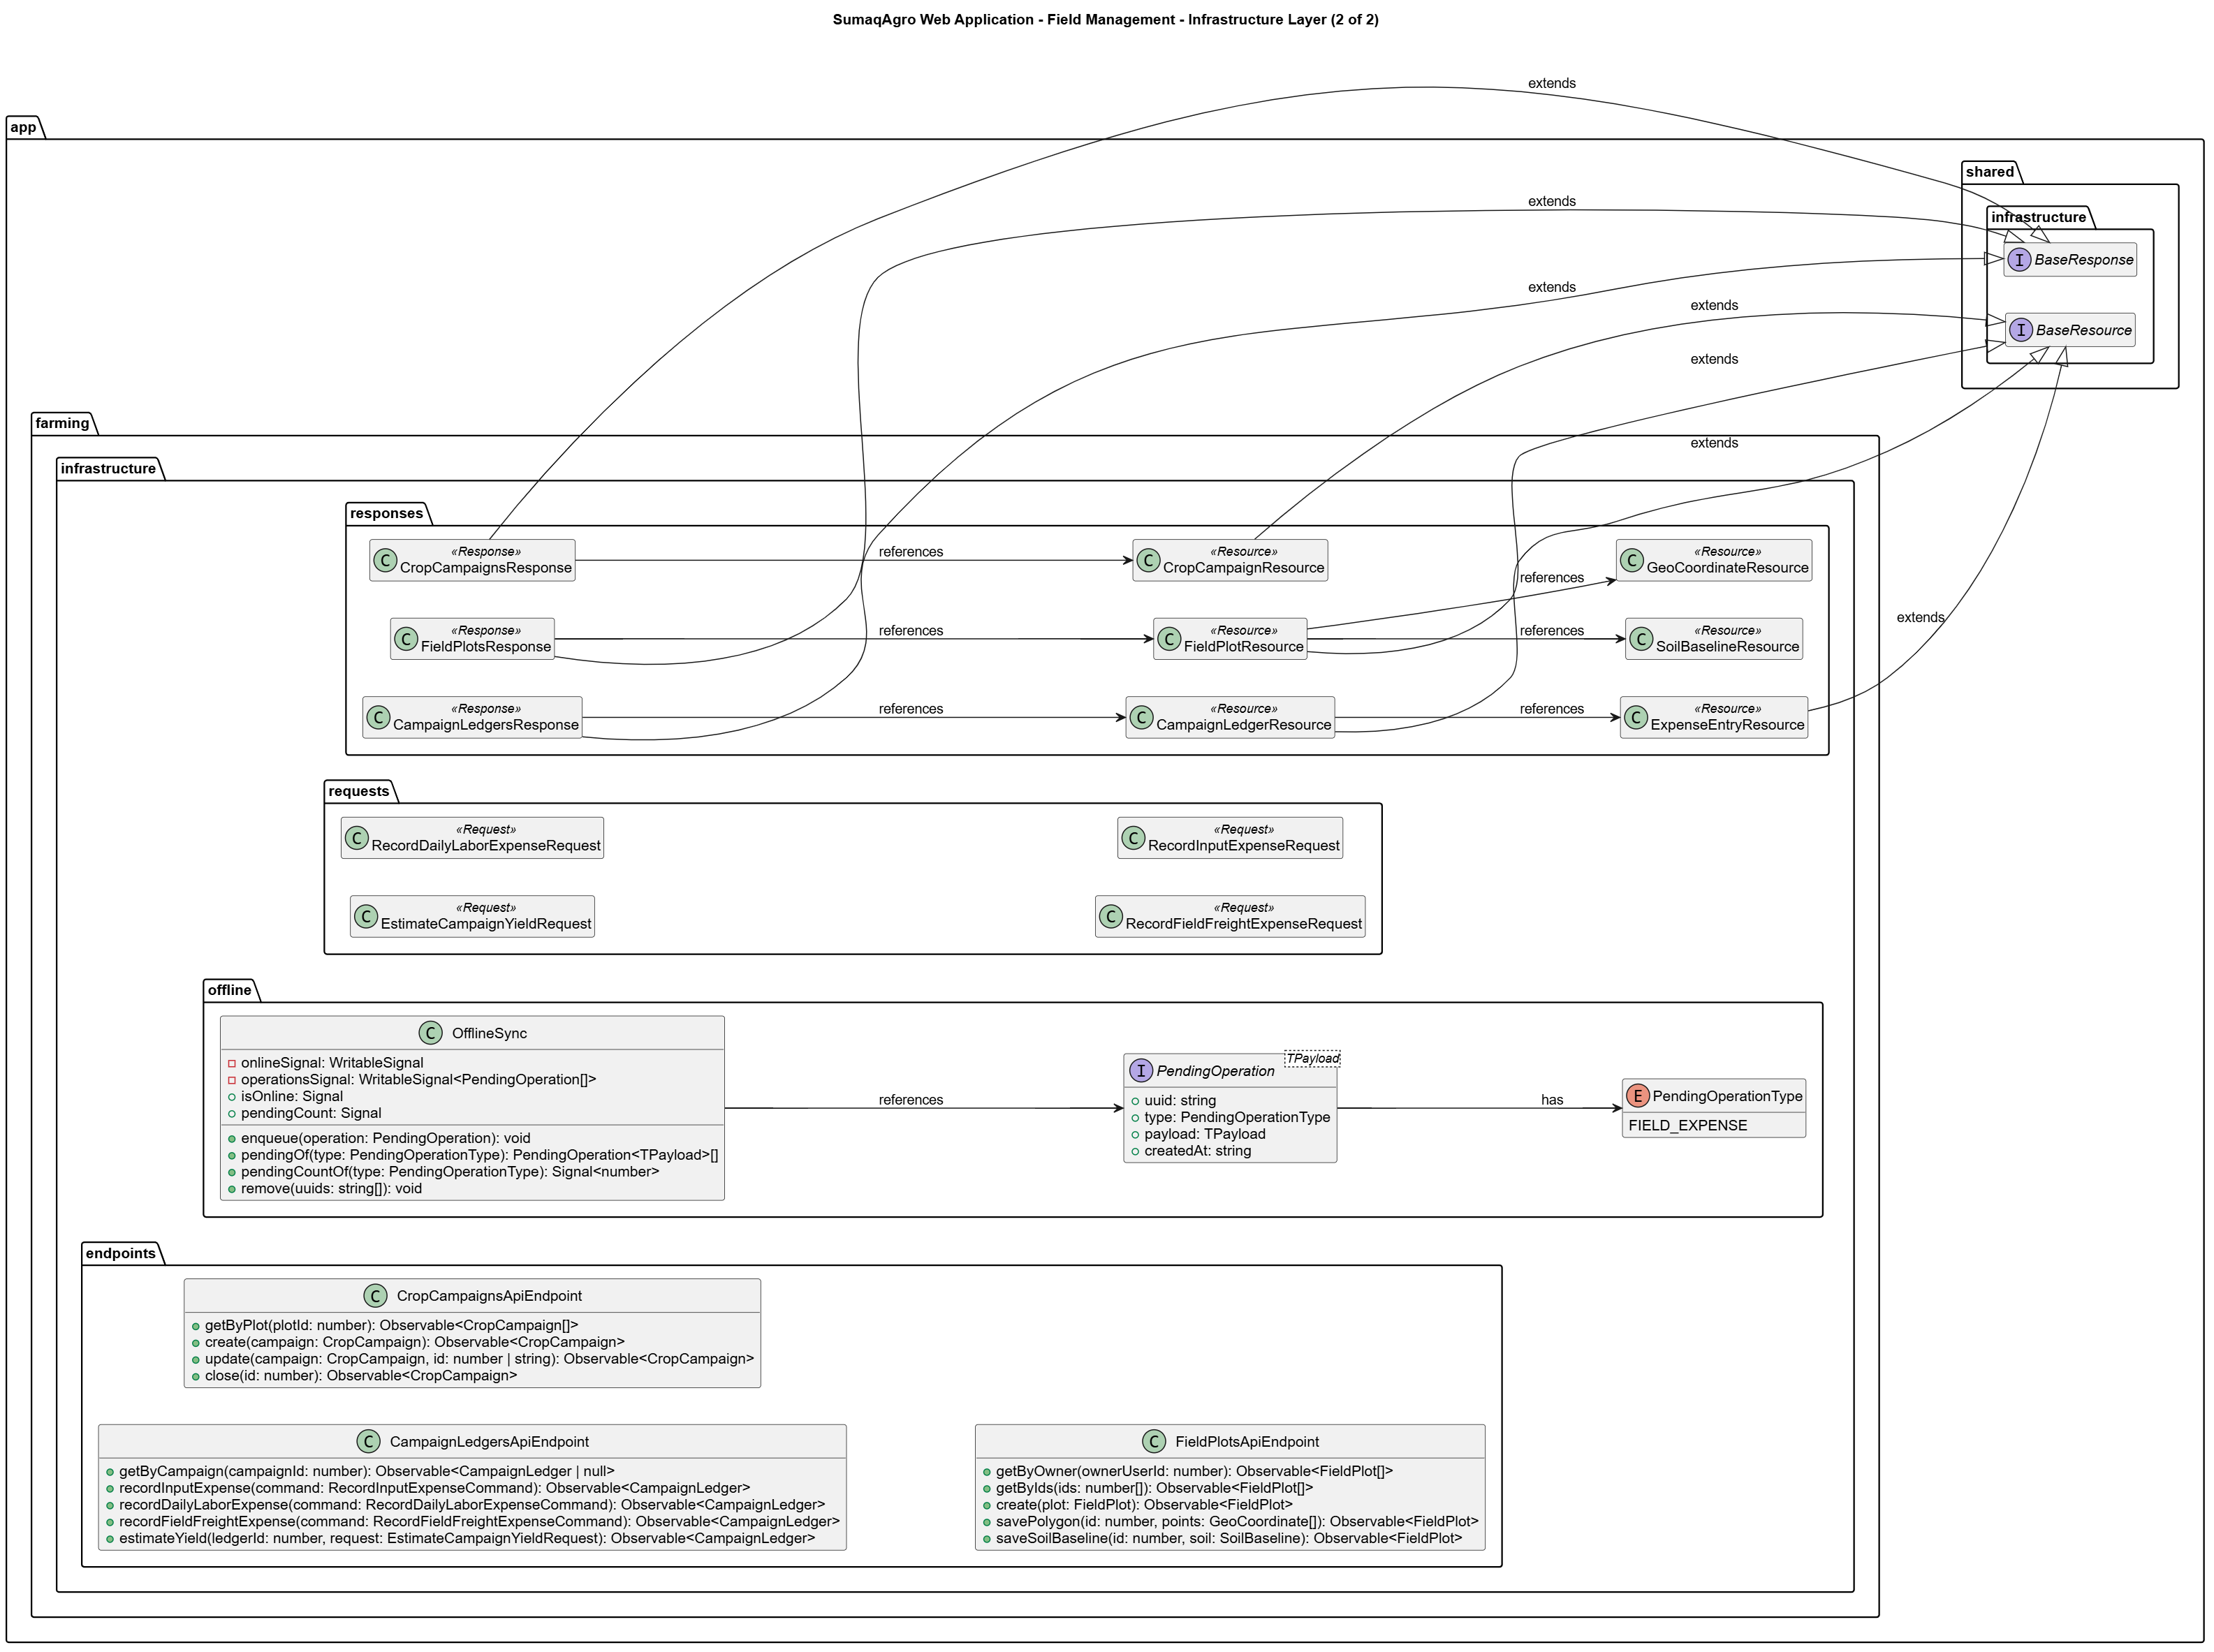 SumaqAgro Web Application - Field Management - Infrastructure Layer (2 of 2)
app
shared
infrastructure
I BaseResponse
I BaseResource
extends
extends
extends
extends
extends
extends
extends
farming
infrastructure
responses
«Response»
C CropCampaignsResponse
references
«Resource»
C CropCampaignResource
«Resource»
C GeoCoordinateResource
references
«Response»
C FieldPlotsResponse
references
«Resource»
C FieldPlotResource
references
«Resource»
C SoilBaselineResource
«Response»
C CampaignLedgersResponse
references
«Resource»
C CampaignLedgerResource
references
«Resource»
C ExpenseEntryResource
requests
«Request»
C RecordDailyLaborExpenseRequest
«Request»
C RecordInputExpenseRequest
«Request»
C EstimateCampaignYieldRequest
«Request»
C RecordFieldFreightExpenseRequest
offline
C OfflineSync
onlineSignal: WritableSignal
operationsSignal: WritableSignal<PendingOperation[]>
isOnline: Signal
pendingCount: Signal
enqueue(operation: PendingOperation): void
pendingOf(type: PendingOperationType): PendingOperation<TPayload>[]
pendingCountOf(type: PendingOperationType): Signal<number>
remove(uuids: string[]): void
references
TPayload
I PendingOperation
uuid: string
type: PendingOperationType
payload: TPayload
createdAt: string
has
E PendingOperationType
FIELD_EXPENSE
endpoints
C CropCampaignsApiEndpoint
getByPlot(plotId: number): Observable<CropCampaign[]>
create(campaign: CropCampaign): Observable<CropCampaign>
update(campaign: CropCampaign, id: number | string): Observable<CropCampaign>
close(id: number): Observable<CropCampaign>
C CampaignLedgersApiEndpoint
getByCampaign(campaignId: number): Observable<CampaignLedger | null>
recordInputExpense(command: RecordInputExpenseCommand): Observable<CampaignLedger>
recordDailyLaborExpense(command: RecordDailyLaborExpenseCommand): Observable<CampaignLedger>
recordFieldFreightExpense(command: RecordFieldFreightExpenseCommand): Observable<CampaignLedger>
estimateYield(ledgerId: number, request: EstimateCampaignYieldRequest): Observable<CampaignLedger>
C FieldPlotsApiEndpoint
getByOwner(ownerUserId: number): Observable<FieldPlot[]>
getByIds(ids: number[]): Observable<FieldPlot[]>
create(plot: FieldPlot): Observable<FieldPlot>
savePolygon(id: number, points: GeoCoordinate[]): Observable<FieldPlot>
saveSoilBaseline(id: number, soil: SoilBaseline): Observable<FieldPlot>